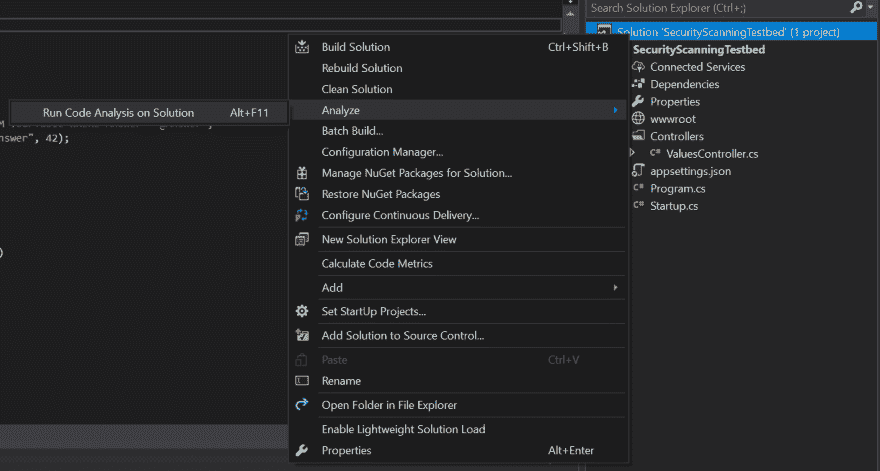 Search Solution Explorer (Ctrl+;)
Solution 'SecurityScanningTestbed' (1 project)
SecurityScanningTestbed
Connected Services
Dependencies
Properties
wwwroot
Controllers
C# ValuesController.cs
appsettings.json
C# Program.cs
C# Startup.cs
Build Solution Ctrl+Shift+B
Rebuild Solution
Clean Solution
Analyze
Run Code Analysis on Solution Alt+F11
Batch Build...
Configuration Manager...
Manage NuGet Packages for Solution...
Restore NuGet Packages
Configure Continuous Delivery...
New Solution Explorer View
Calculate Code Metrics
Add
Set StartUp Projects...
Add Solution to Source Control...
Paste Ctrl+V
Rename
Open Folder in File Explorer
Enable Lightweight Solution Load
Properties Alt+Enter
nswer", 42);
)